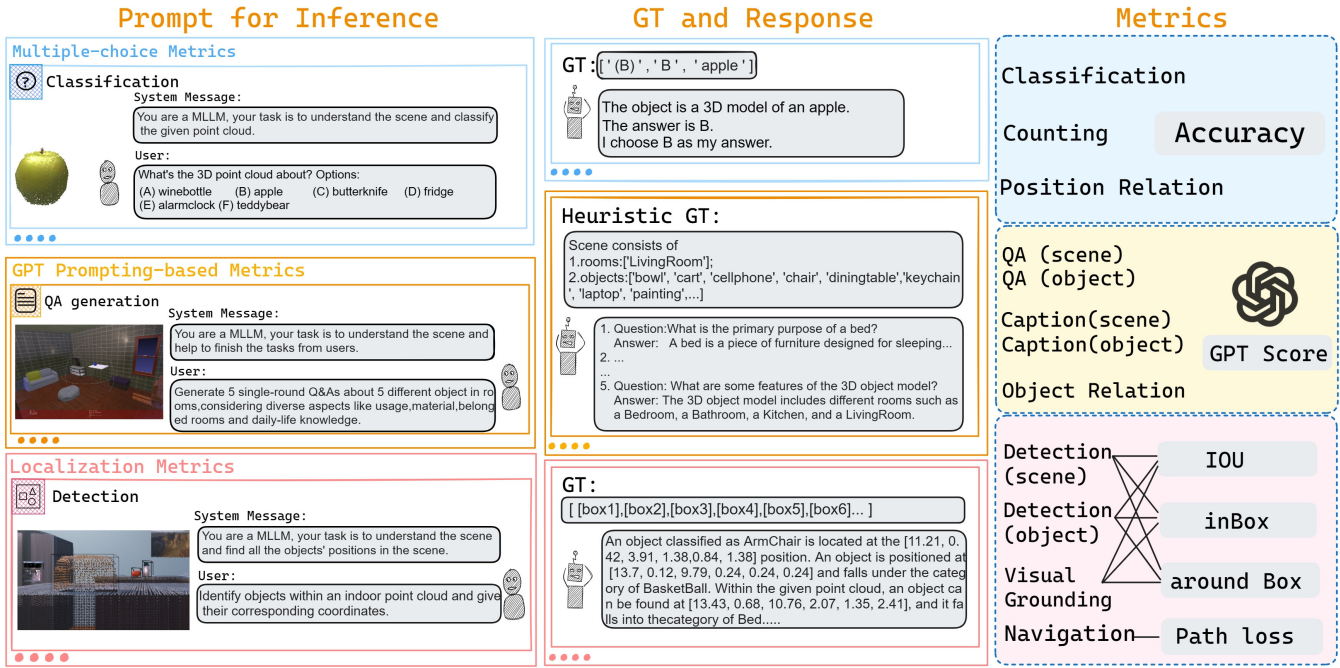 Prompt for Inference
Multiple-choice Metrics
?
Classification
System Message:
You are a MLLM, your task is to understand the scene and classify
the given point cloud.
User:
What's the 3D point cloud about? Options:
(A) winebottle (B) apple (C) butterknife (D) fridge
(E) alarmclock (F) teddybear
GPT Prompting-based Metrics
QA generation
System Message:
You are a MLLM, your task is to understand the scene and
help to finish the tasks from users.
User:
Generate 5 single-round Q&As about 5 different object in ro
oms,considering diverse aspects like usage,material,belong
ed rooms and daily-life knowledge.
Localization Metrics
Detection
System Message:
You are a MLLM, your task is to understand the scene
and find all the objects' positions in the scene.
User:
Identify objects within an indoor point cloud and give
their corresponding coordinates.
GT and Response
GT:
[ ' (B) ' , ' B ' , ' apple ' ]
The object is a 3D model of an apple.
The answer is B.
I choose B as my answer.
Heuristic GT:
Scene consists of
1.rooms:['LivingRoom'];
2.objects:['bowl', 'cart', 'cellphone', 'chair', 'diningtable','keychain
', 'laptop', 'painting',...]
1. Question:What is the primary purpose of a bed?
Answer: A bed is a piece of furniture designed for sleeping...
2. ...
...
5. Question: What are some features of the 3D object model?
Answer: The 3D object model includes different rooms such as
a Bedroom, a Bathroom, a Kitchen, and a LivingRoom.
GT:
[ [box1],[box2],[box3],[box4],[box5],[box6]... ]
An object classified as ArmChair is located at the [11.21, 0.
42, 3.91, 1.38,0.84, 1.38] position. An object is positioned at
[13.7, 0.12, 9.79, 0.24, 0.24, 0.24] and falls under the categ
ory of BasketBall. Within the given point cloud, an object ca
n be found at [13.43, 0.68, 10.76, 2.07, 1.35, 2.41], and it fa
lls into thecategory of Bed.....
Metrics
Classification
Counting
Accuracy
Position Relation
QA (scene)
QA (object)
Caption(scene)
Caption(object)
GPT Score
Object Relation
Detection
(scene)
IOU
Detection
(object)
inBox
Visual
Grounding
around Box
Navigation
Path loss